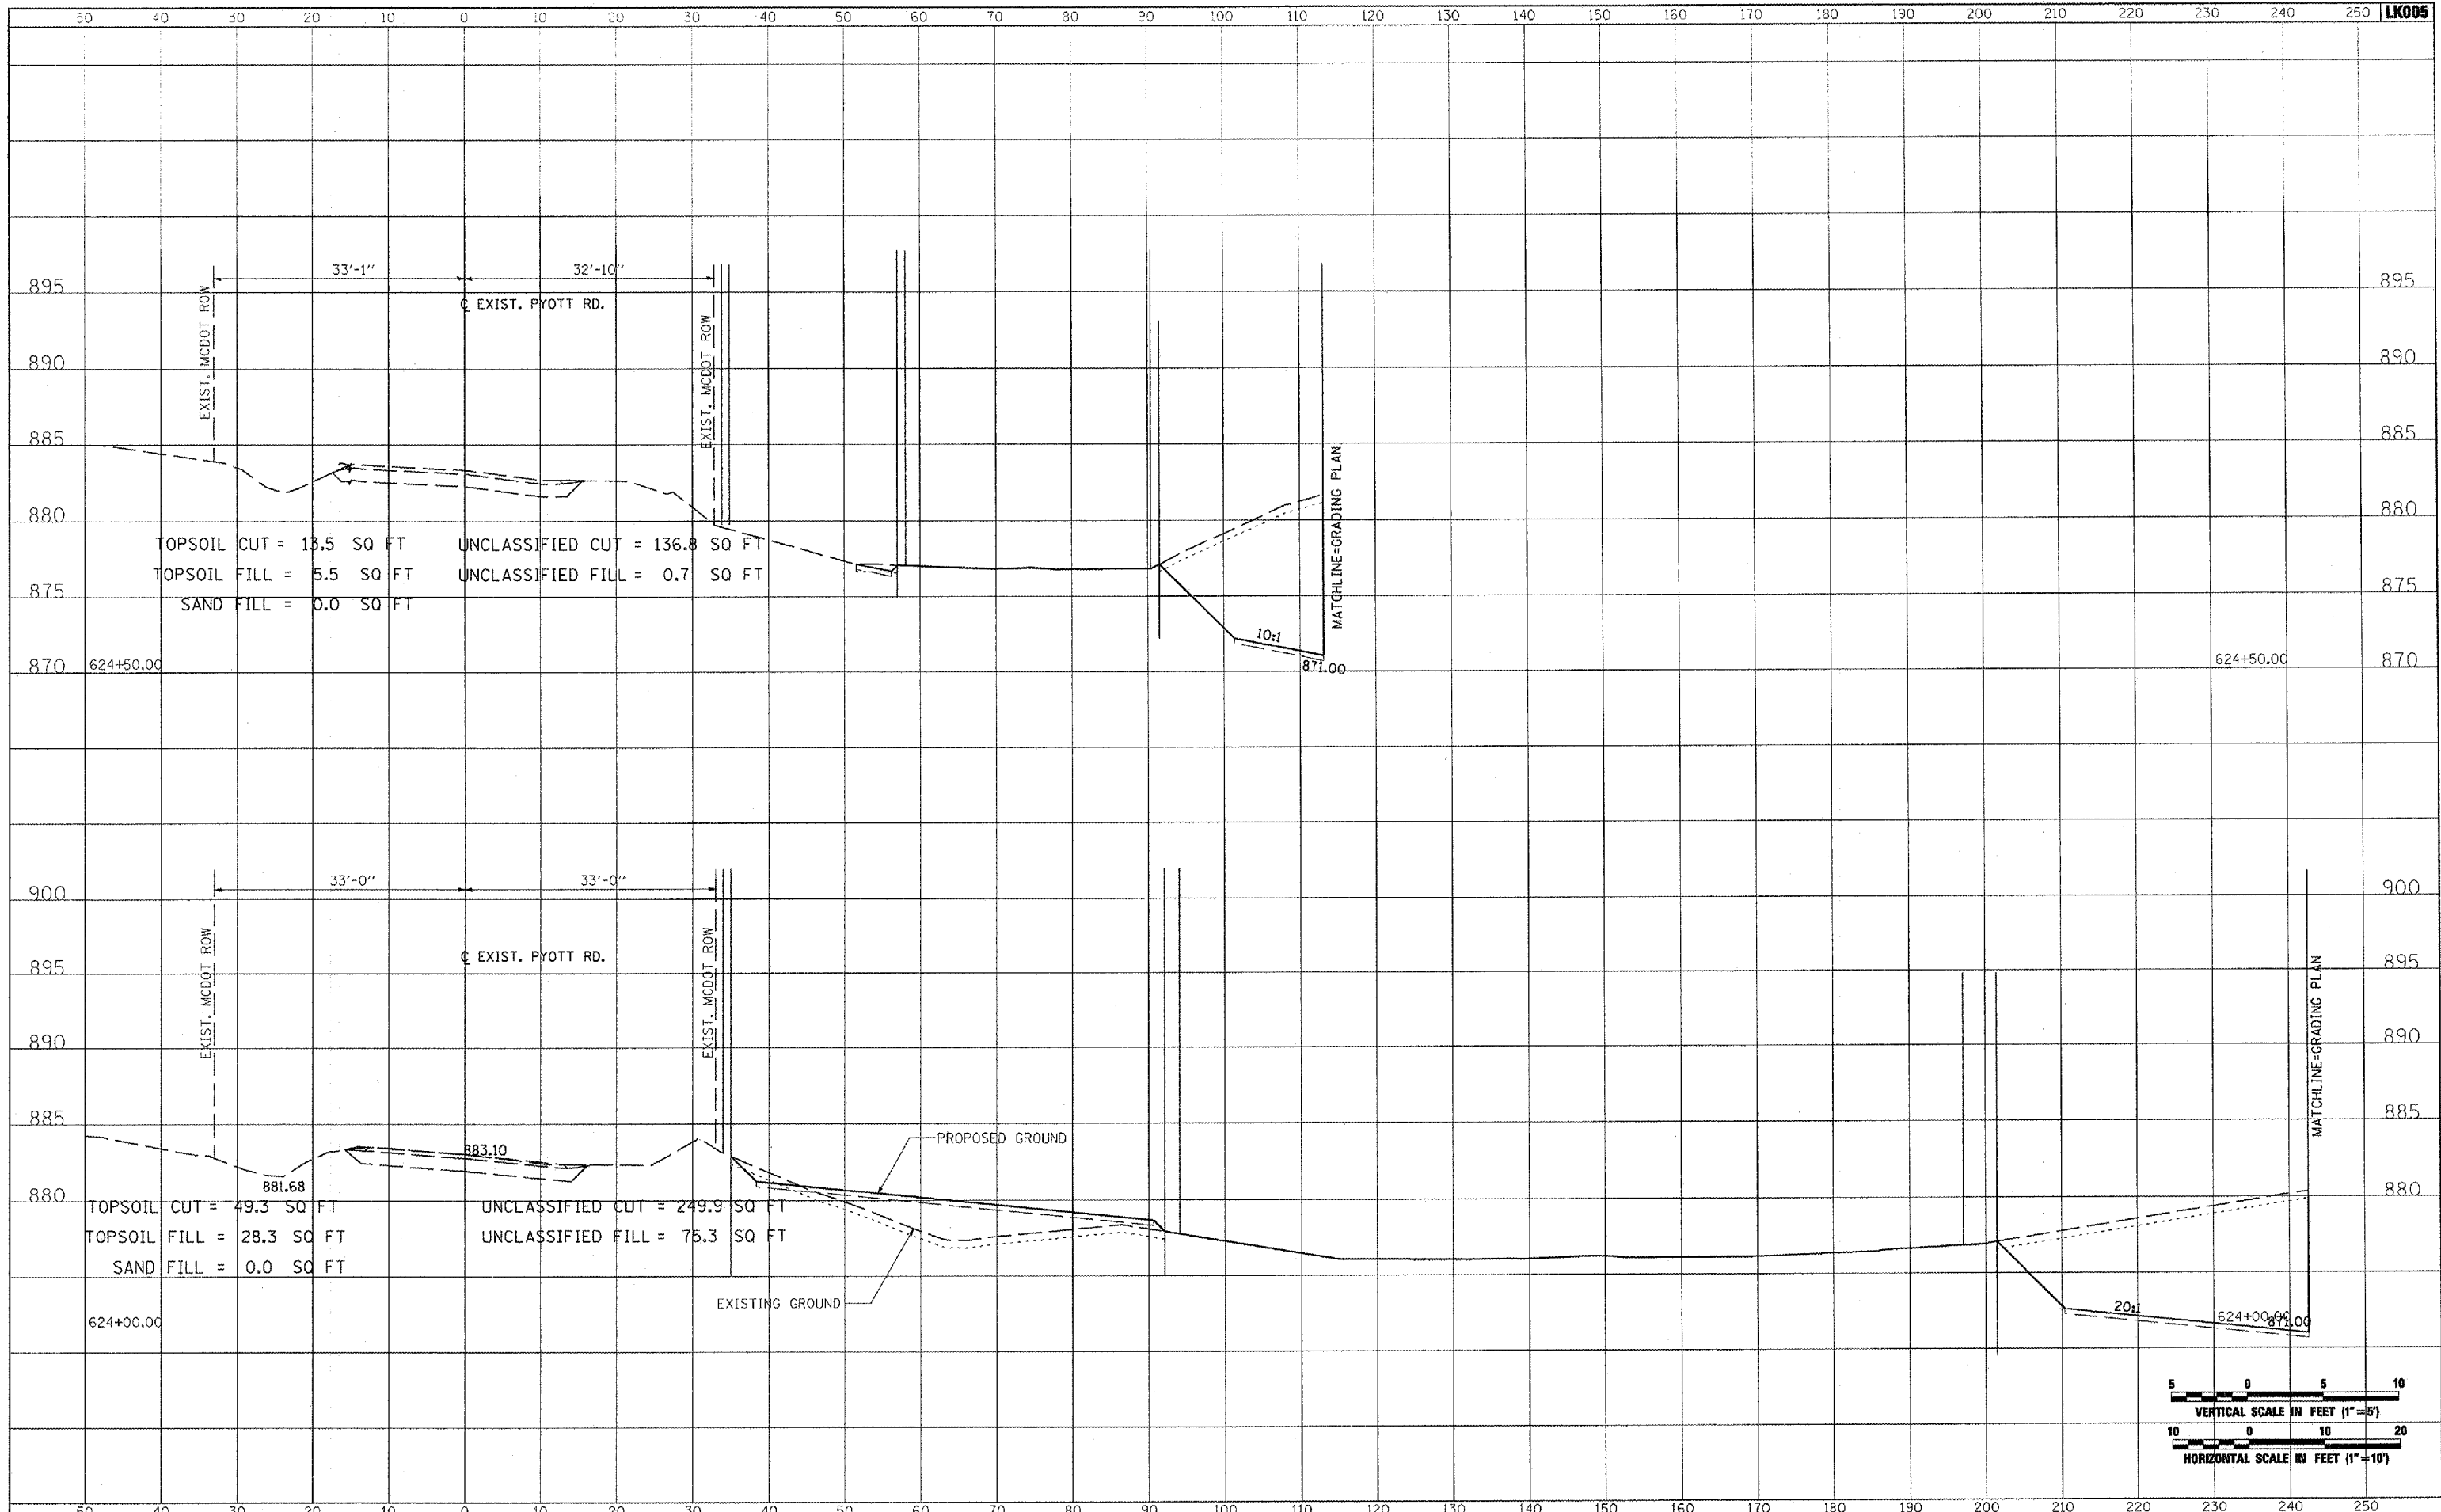 50 40 30 20 10 0 10 20 30 40 50 60 70 80 90 100 110 120 130 140 150 160 170 180 190 200 210 220 230 240 250 LK005
33'-1" 32'-10"
895 895
℄ EXIST. PYOTT RD.
EXIST. MCDOT ROW
EXIST. MCDOT ROW
890 890
885 885
MATCHLINE=GRADING PLAN
880 880
TOPSOIL CUT = 13.5 SQ FT UNCLASSIFIED CUT = 136.8 SQ FT
TOPSOIL FILL = 5.5 SQ FT UNCLASSIFIED FILL = 0.7 SQ FT
875 875
SAND FILL = 0.0 SQ FT
10:1
870 624+50.00 871.00 624+50.00 870
33'-0" 33'-0"
900 900
℄ EXIST. PYOTT RD.
EXIST. MCDOT ROW
EXIST. MCDOT ROW
895 895
MATCHLINE=GRADING PLAN
890 890
885 885
PROPOSED GROUND
883.10
881.68
880 880
TOPSOIL CUT = 49.3 SQ FT UNCLASSIFIED CUT = 249.9 SQ FT
TOPSOIL FILL = 28.3 SQ FT UNCLASSIFIED FILL = 75.3 SQ FT
SAND FILL = 0.0 SQ FT
EXISTING GROUND
20:1
624+00.00 624+00.00 871.00
5 0 5 10
VERTICAL SCALE IN FEET (1"=5')
10 0 10 20
HORIZONTAL SCALE IN FEET (1"=10')
50 40 30 20 10 0 10 20 30 40 50 60 70 80 90 100 110 120 130 140 150 160 170 180 190 200 210 220 230 240 250